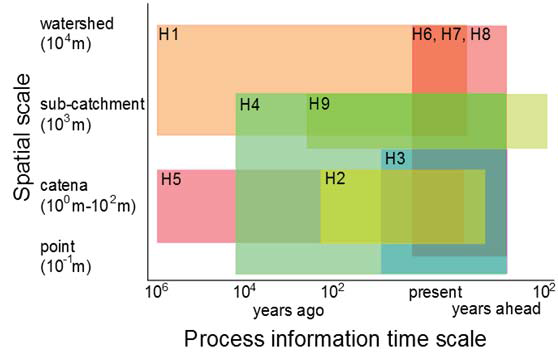 watershed
(10⁴m)
H1
H6, H7, H8
sub-catchment
(10³m)
H4
H9
H3
catena
(10⁰m-10²m)
H5
H2
point
(10⁻¹m)
Spatial scale
10⁶
10⁴
10²
present
10²
years ago
years ahead
Process information time scale